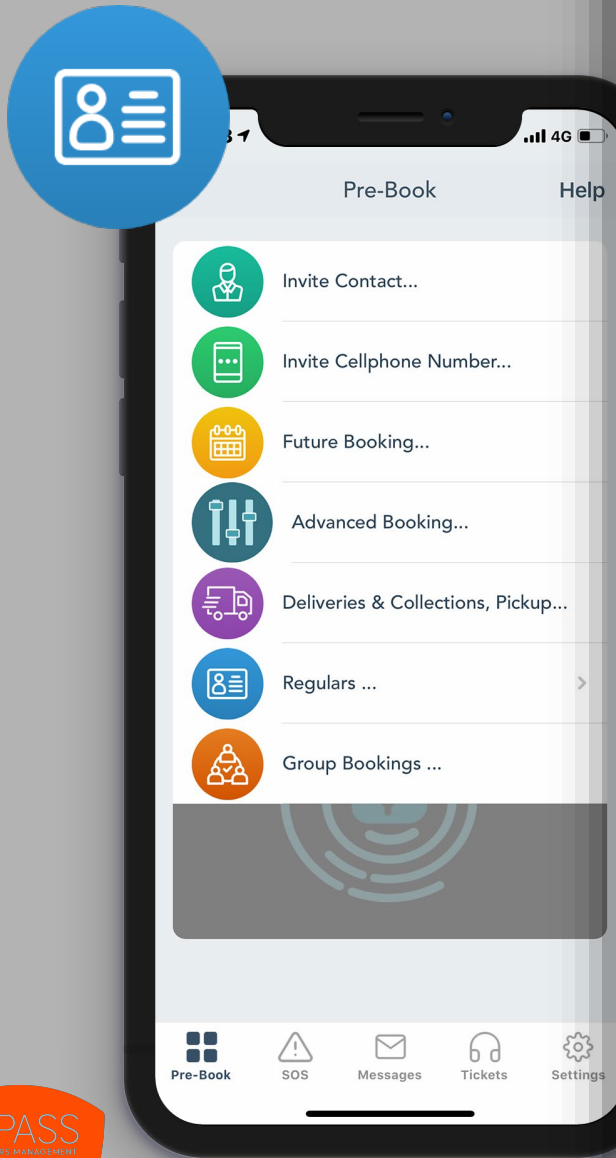 4G
Pre-Book
Help
Invite Contact...
Invite Cellphone Number...
Future Booking...
Advanced Booking...
Deliveries & Collections, Pickup...
Regulars ...
Group Bookings ...
Pre-Book
SOS
Messages
Tickets
Settings
PASS
MANAGEMENT